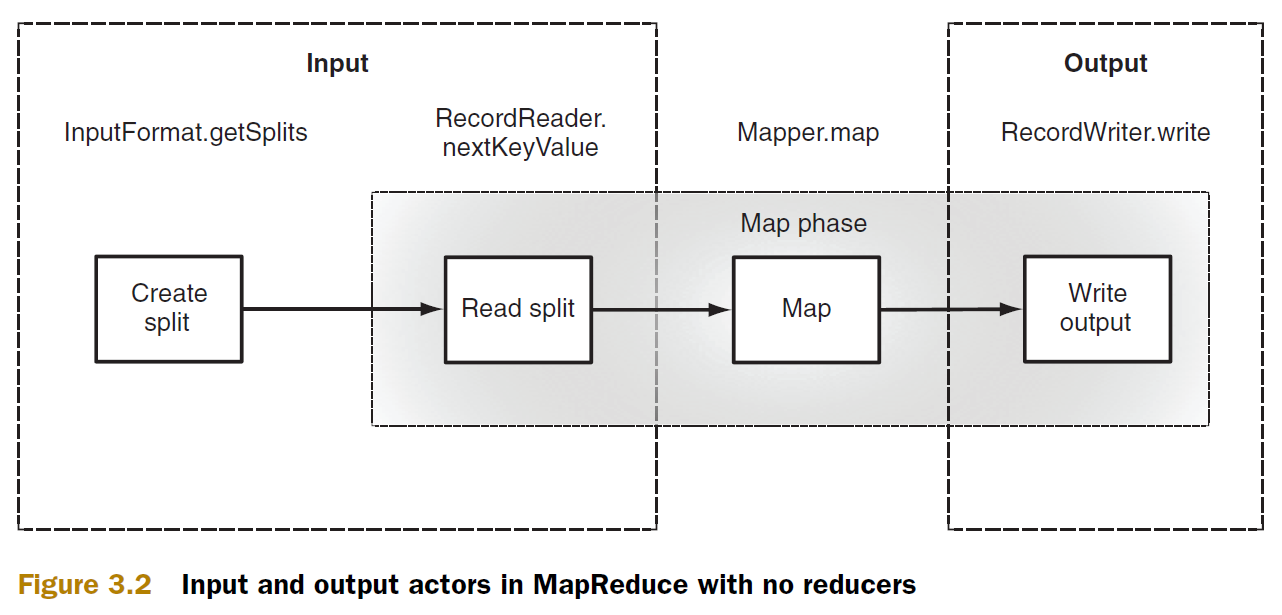 Input
Output
InputFormat.getSplits
RecordReader.
nextKeyValue
Mapper.map
RecordWriter.write
Map phase
Create
split
Read split
Map
Write
output
Figure 3.2 Input and output actors in MapReduce with no reducers